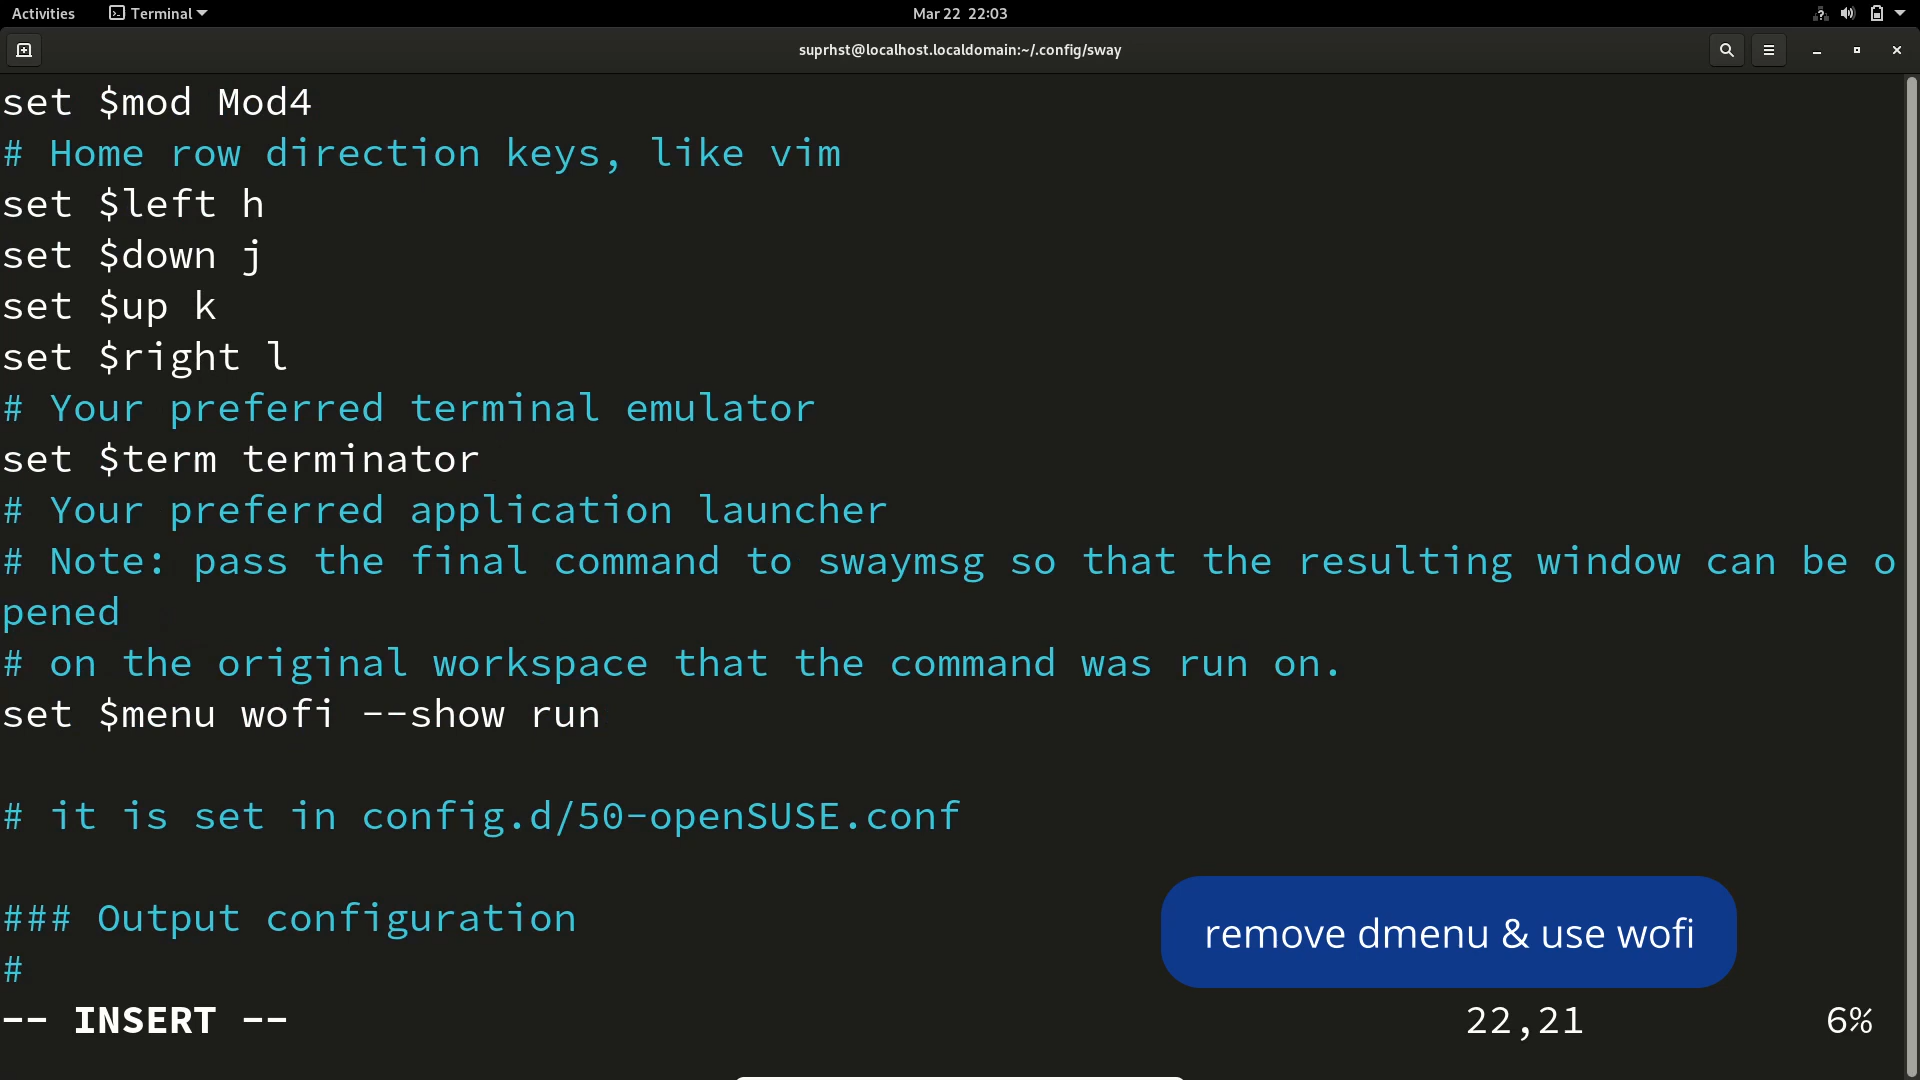 Activities
Terminal
Mar 22 22:03
suprhst@localhost.localdomain:~/.config/sway
set $mod Mod4
# Home row direction keys, like vim
set $left h
set $down j
set $up k
set $right l
# Your preferred terminal emulator
set $term terminator
# Your preferred application launcher
# Note: pass the final command to swaymsg so that the resulting window can be o
pened
# on the original workspace that the command was run on.
set $menu wofi --show run
# it is set in config.d/50-openSUSE.conf
### Output configuration
#
remove dmenu & use wofi
-- INSERT --
22,21
6%